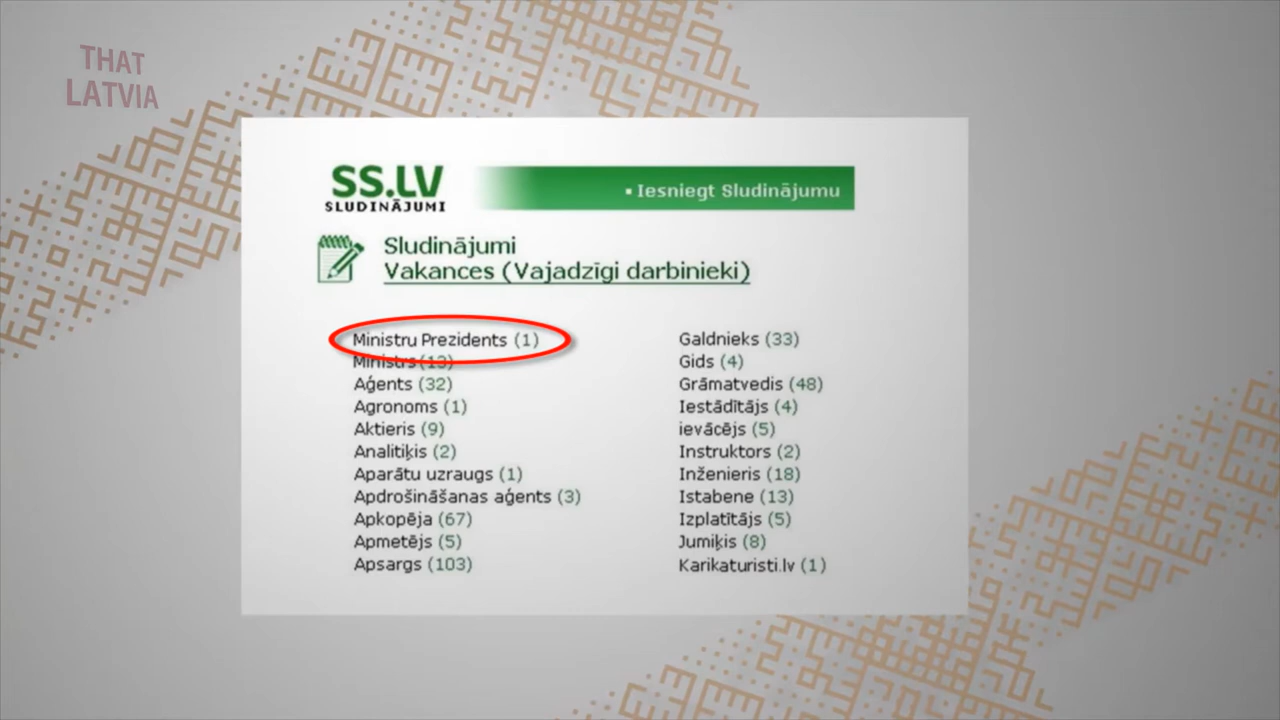 THAT
LATVIA
SS.LV
SLUDINĀJUMI
▪ Iesniegt Sludinājumu
Sludinājumi
Vakances (Vajadzīgi darbinieki)
Ministru Prezidents (1)
Ministrs (13)
Aģents (32)
Agronoms (1)
Aktieris (9)
Analitiķis (2)
Aparātu uzraugs (1)
Apdrošināšanas aģents (3)
Apkopēja (67)
Apmetējs (5)
Apsargs (103)
Galdnieks (33)
Gids (4)
Grāmatvedis (48)
Iestādītājs (4)
ievācējs (5)
Instruktors (2)
Inženieris (18)
Istabene (13)
Izplatītājs (5)
Jumiķis (8)
Karikaturisti.lv (1)